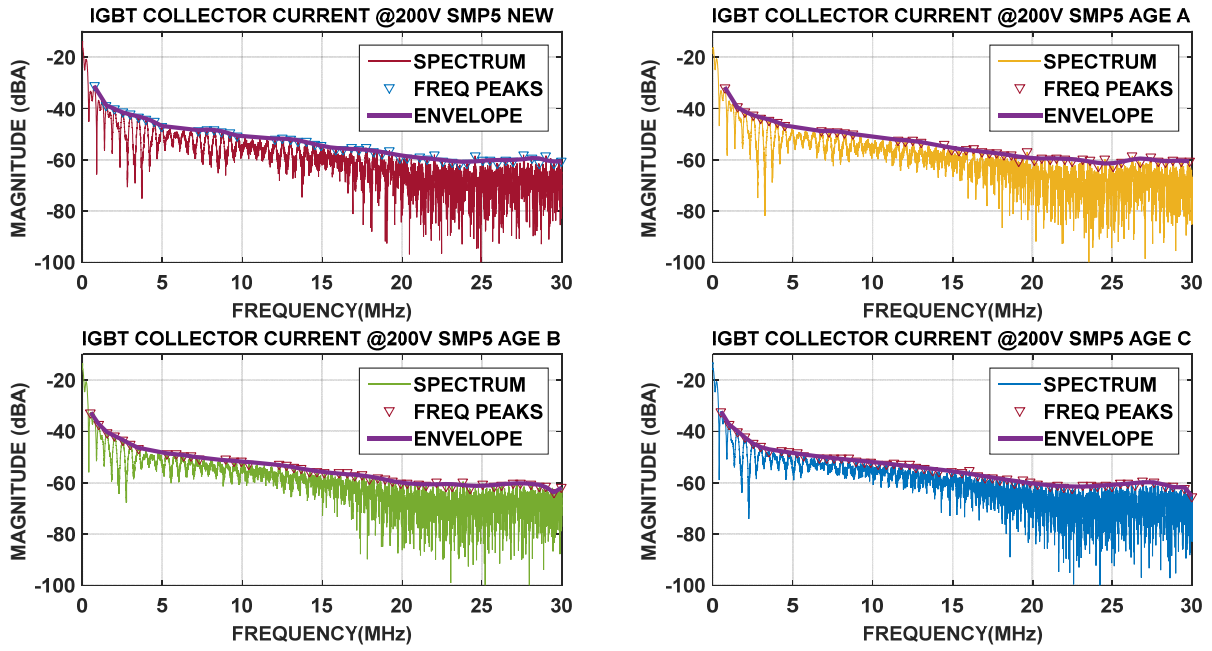 IGBT COLLECTOR CURRENT @200V SMP5 NEW
MAGNITUDE (dBA)
-20
-40
-60
-80
-100
SPECTRUM
FREQ PEAKS
ENVELOPE
0 5 10 15 20 25 30
FREQUENCY(MHz)
IGBT COLLECTOR CURRENT @200V SMP5 AGE A
MAGNITUDE (dBA)
-20
-40
-60
-80
-100
SPECTRUM
FREQ PEAKS
ENVELOPE
0 5 10 15 20 25 30
FREQUENCY(MHz)
IGBT COLLECTOR CURRENT @200V SMP5 AGE B
MAGNITUDE (dBA)
-20
-40
-60
-80
-100
SPECTRUM
FREQ PEAKS
ENVELOPE
0 5 10 15 20 25 30
FREQUENCY(MHz)
IGBT COLLECTOR CURRENT @200V SMP5 AGE C
MAGNITUDE (dBA)
-20
-40
-60
-80
-100
SPECTRUM
FREQ PEAKS
ENVELOPE
0 5 10 15 20 25 30
FREQUENCY(MHz)